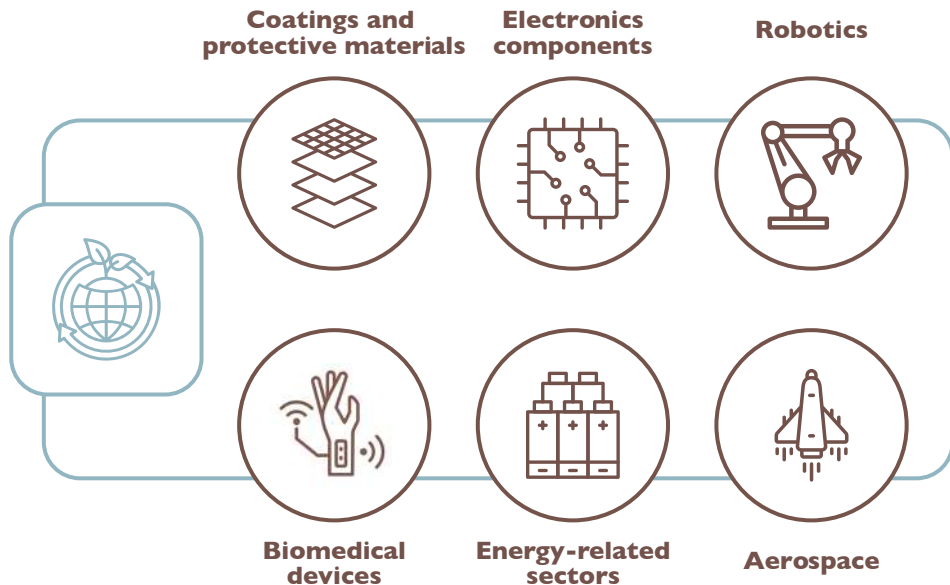 Coatings and
protective materials
Electronics
components
Robotics
Biomedical
devices
Energy-related
sectors
Aerospace